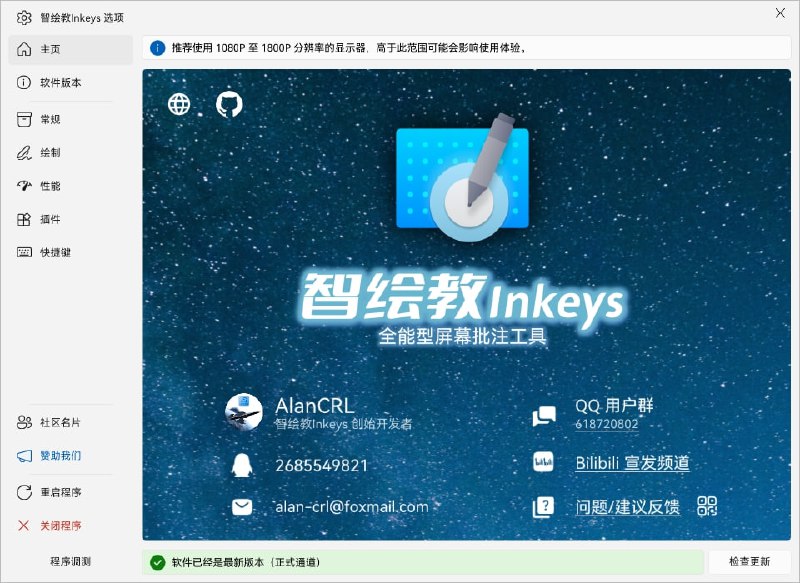 智绘教Inkeys 选项
主页
软件版本
常规
绘制
性能
插件
快捷键
社区名片
赞助我们
重启程序
关闭程序
程序调测
推荐使用 1080P 至 1800P 分辨率的显示器，高于此范围可能会影响使用体验。
智绘教Inkeys
全能型屏幕批注工具
AlanCRL
智绘教Inkeys 创始开发者
2685549821
alan-crl@foxmail.com
QQ 用户群
618720802
Bilibili 宣发频道
问题/建议反馈
软件已经是最新版本（正式通道）
检查更新